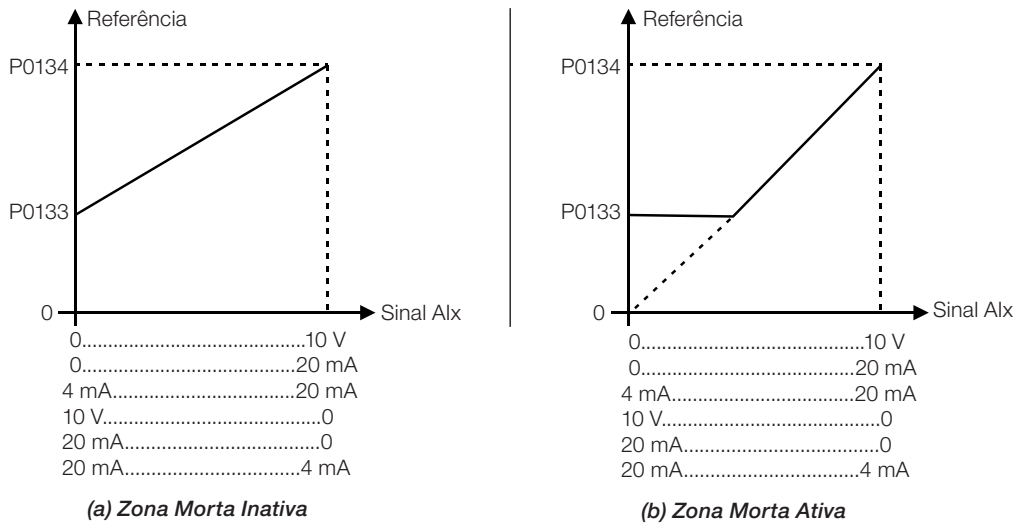 Referência
P0134
P0133
0
Sinal AIx
0..........................................10 V
0........................................20 mA
4 mA.................................20 mA
10 V........................................0
20 mA....................................0
20 mA................................4 mA
(a) Zona Morta Inativa
Referência
P0134
P0133
0
Sinal AIx
0..........................................10 V
0........................................20 mA
4 mA.................................20 mA
10 V........................................0
20 mA....................................0
20 mA................................4 mA
(b) Zona Morta Ativa